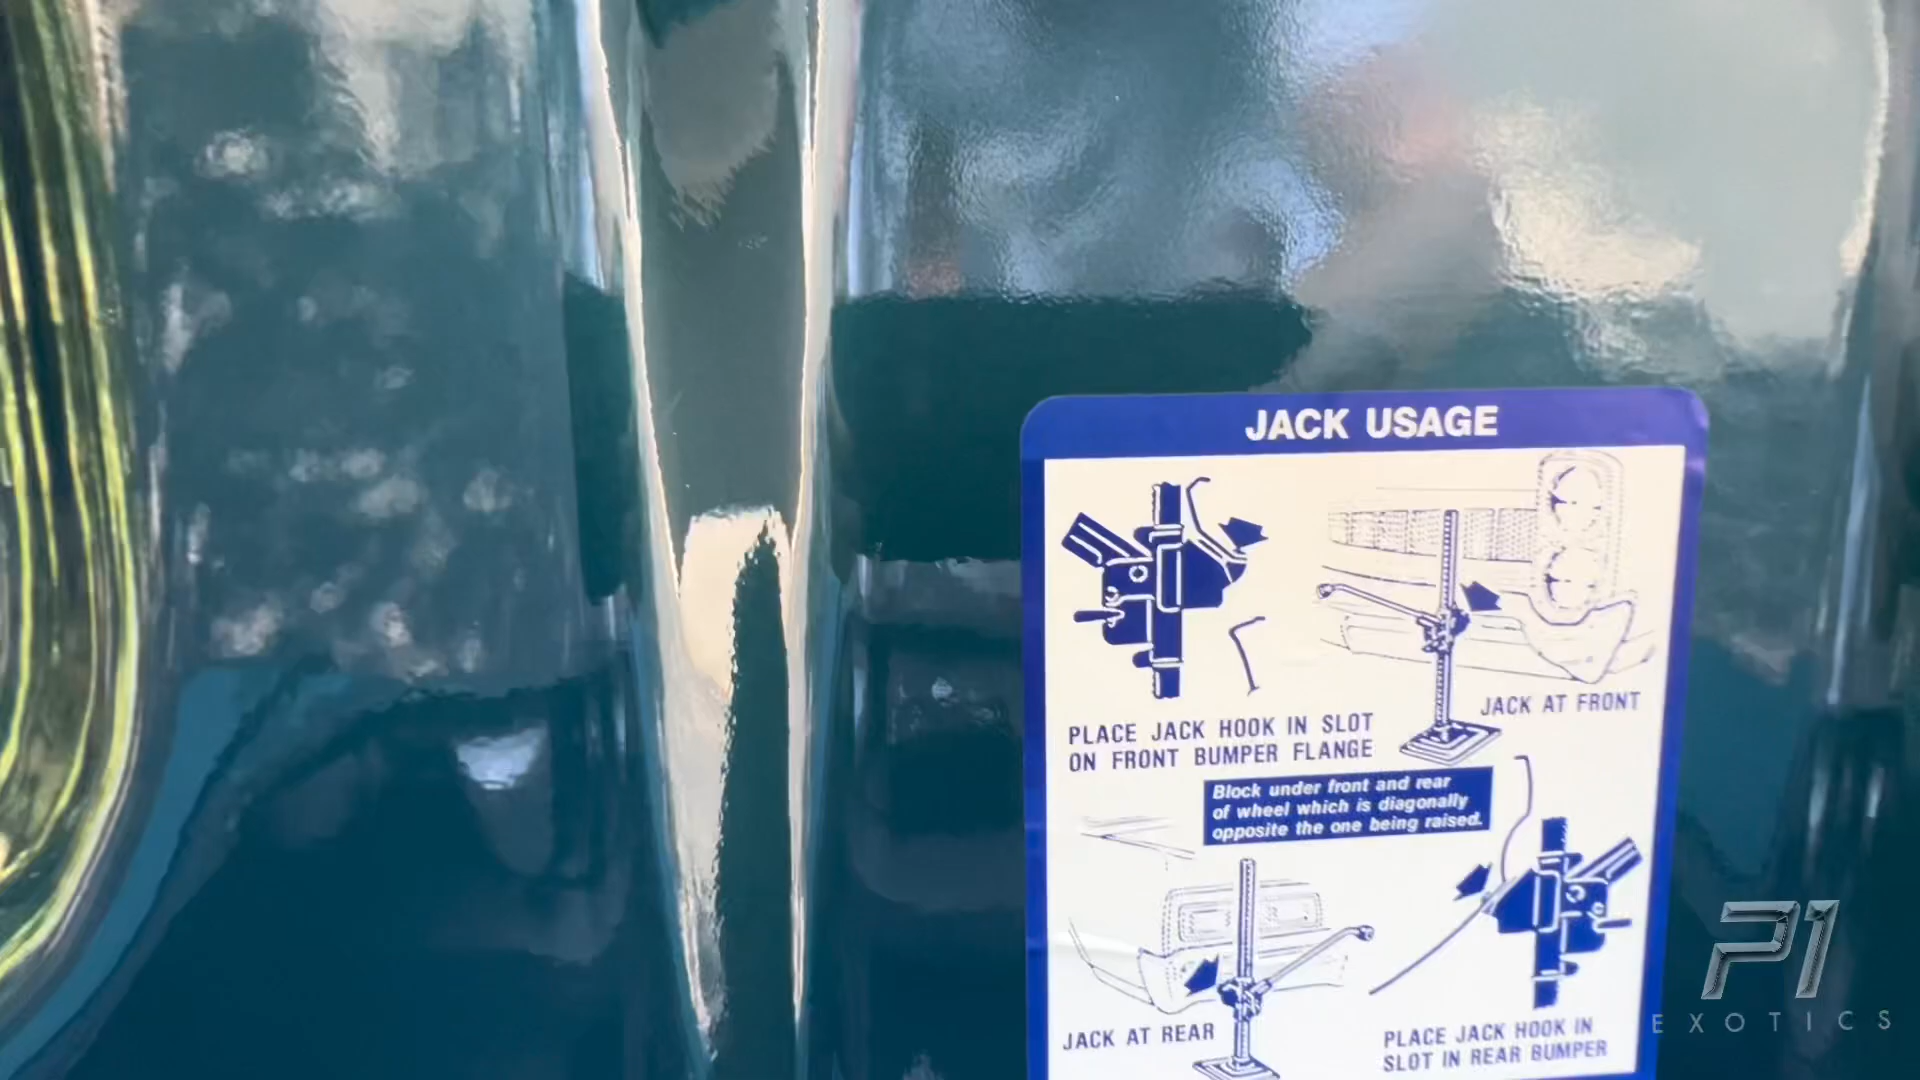 JACK USAGE
PLACE JACK HOOK IN SLOT
ON FRONT BUMPER FLANGE
JACK AT FRONT
Block under front and rear
of wheel which is diagonally
opposite the one being raised.
JACK AT REAR
PLACE JACK HOOK IN
SLOT IN REAR BUMPER
P1
EXOTICS